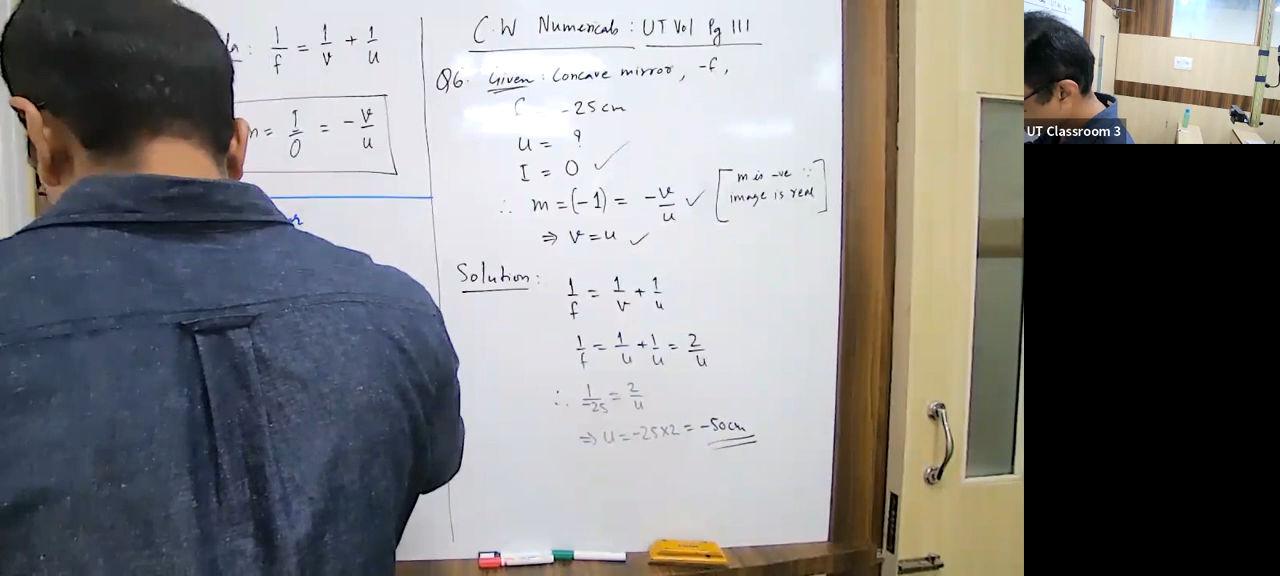 1/f = 1/v + 1/u
m = I/O = -v/u
C.W Numericals : UT Vol Pg 111
Q6. Given : Concave mirror, -f,
f = -25 cm
u = ?
I = O ✓
∴ m = (-1) = -v/u ✓ [m is -ve ∵
image is real]
⇒ v = u ✓
Solution :
1/f = 1/v + 1/u
1/f = 1/u + 1/u = 2/u
∴ 1/-25 = 2/u
⇒ u = -25×2 = -50cm
UT Classroom 3